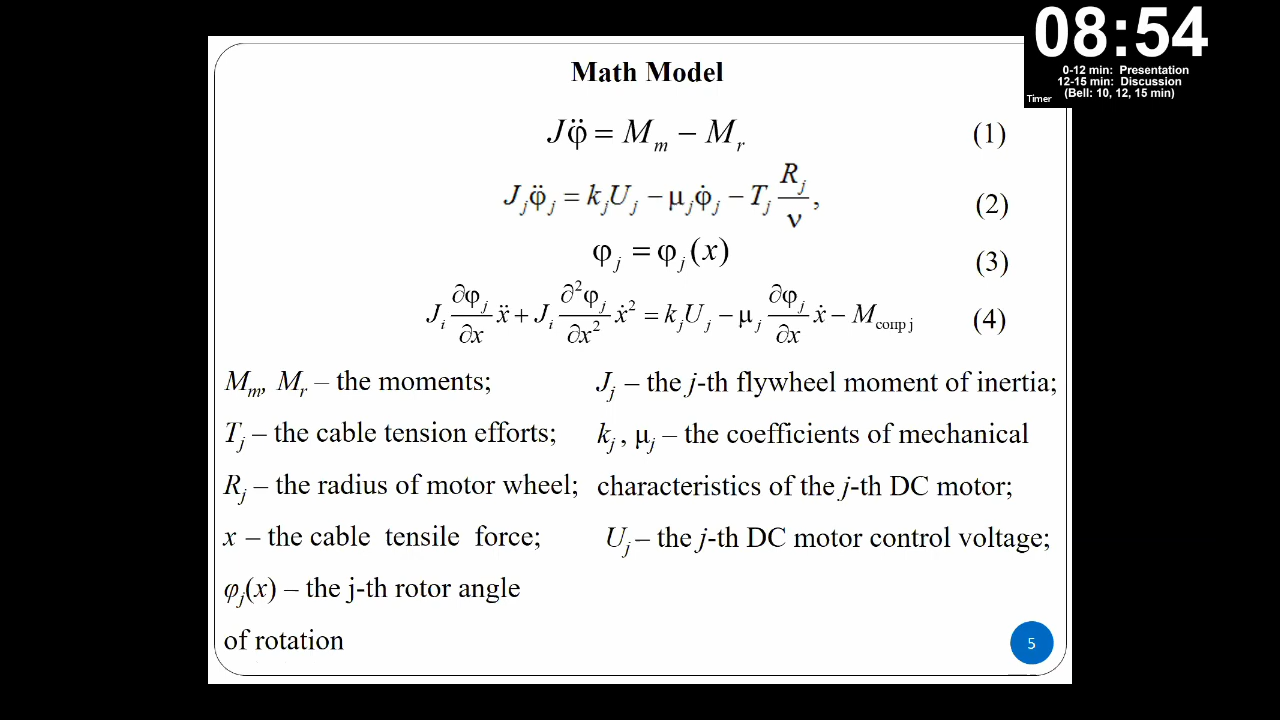 08:54
0-12 min: Presentation
12-15 min: Discussion
(Bell: 10, 12, 15 min)
Timer
Math Model
Jφ̈ = M_m − M_r (1)
J_jφ̈_j = k_jU_j − μ_jφ̇_j − T_j R_j/ν, (2)
φ_j = φ_j(x) (3)
J_i ∂φ_j/∂x ẍ + J_i ∂²φ_j/∂x² ẋ² = k_jU_j − μ_j ∂φ_j/∂x ẋ − M_сопр j (4)
M_m, M_r – the moments;
T_j – the cable tension efforts;
R_j – the radius of motor wheel;
x – the cable tensile force;
φ_j(x) – the j-th rotor angle
of rotation
J_j – the j-th flywheel moment of inertia;
k_j , μ_j – the coefficients of mechanical
characteristics of the j-th DC motor;
U_j – the j-th DC motor control voltage;
5